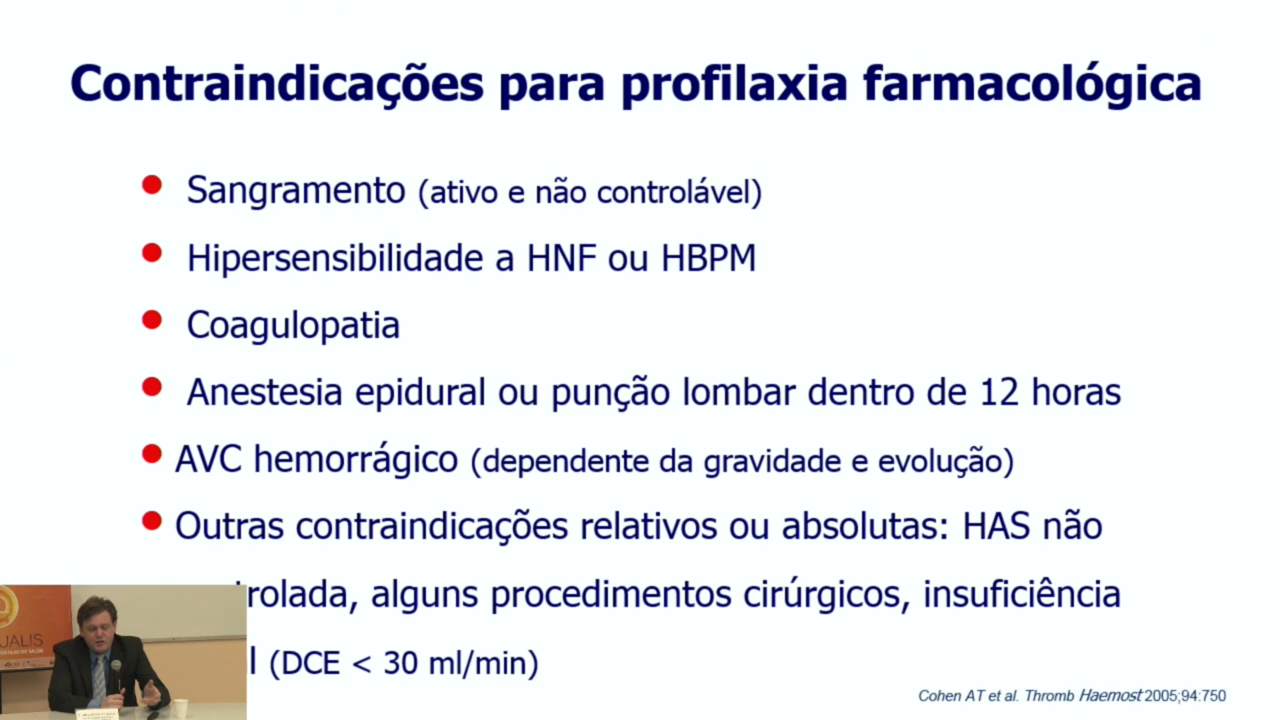 Contraindicações para profilaxia farmacológica
• Sangramento (ativo e não controlável)
• Hipersensibilidade a HNF ou HBPM
• Coagulopatia
• Anestesia epidural ou punção lombar dentro de 12 horas
• AVC hemorrágico (dependente da gravidade e evolução)
• Outras contraindicações relativos ou absolutas: HAS não
trolada, alguns procedimentos cirúrgicos, insuficiência
l (DCE < 30 ml/min)
UALIS
Cohen AT et al. Thromb Haemost 2005;94:750